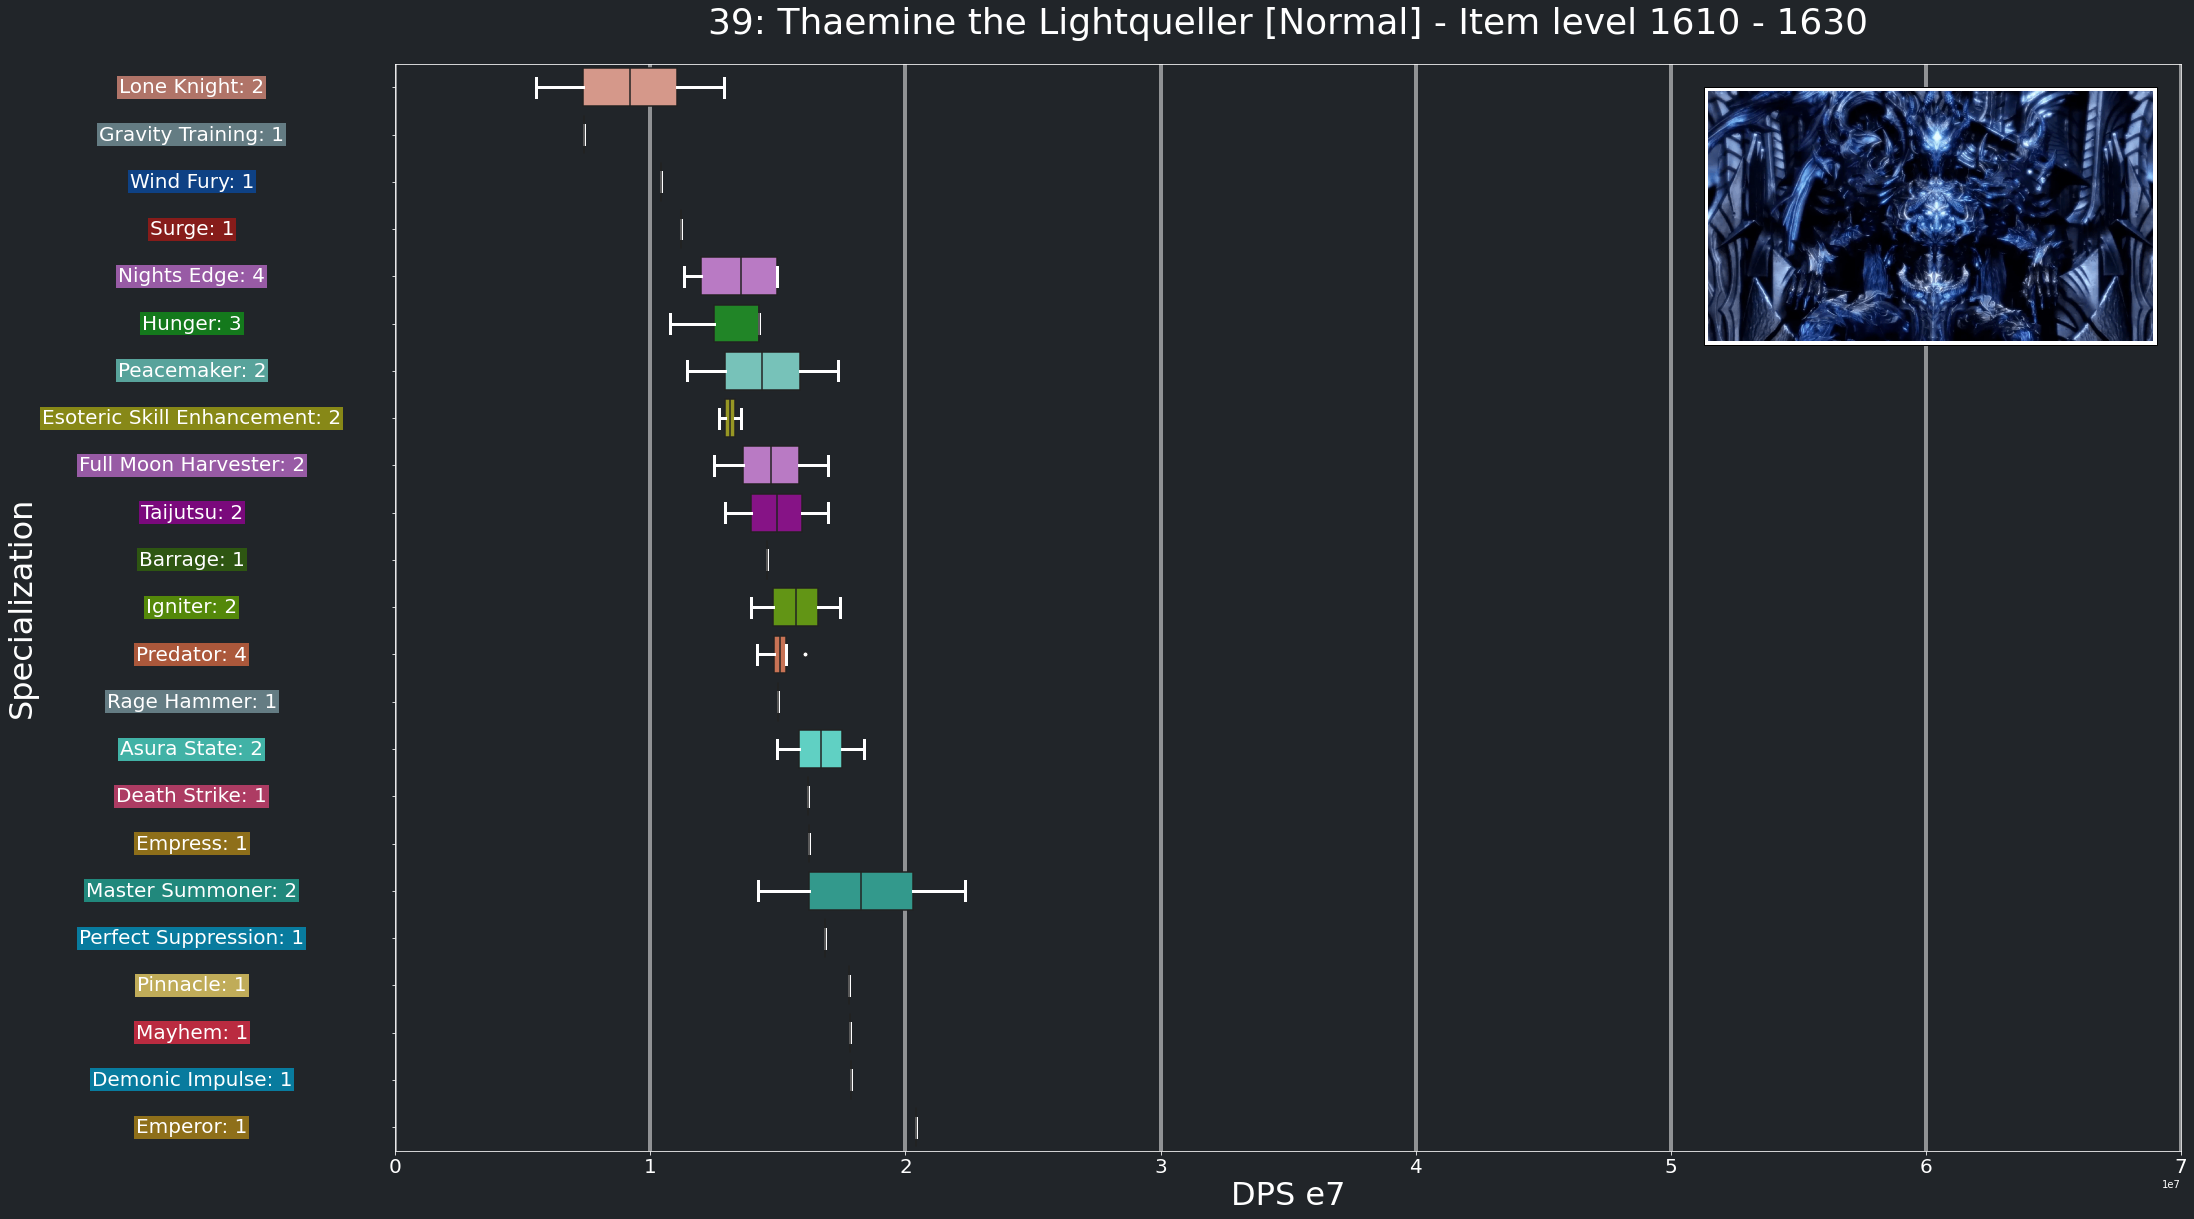 39: Thaemine the Lightqueller [Normal] - Item level 1610 - 1630
Specialization
Lone Knight: 2
Gravity Training: 1
Wind Fury: 1
Surge: 1
Nights Edge: 4
Hunger: 3
Peacemaker: 2
Esoteric Skill Enhancement: 2
Full Moon Harvester: 2
Taijutsu: 2
Barrage: 1
Igniter: 2
Predator: 4
Rage Hammer: 1
Asura State: 2
Death Strike: 1
Empress: 1
Master Summoner: 2
Perfect Suppression: 1
Pinnacle: 1
Mayhem: 1
Demonic Impulse: 1
Emperor: 1
0 1 2 3 4 5 6 7
1e7
DPS e7